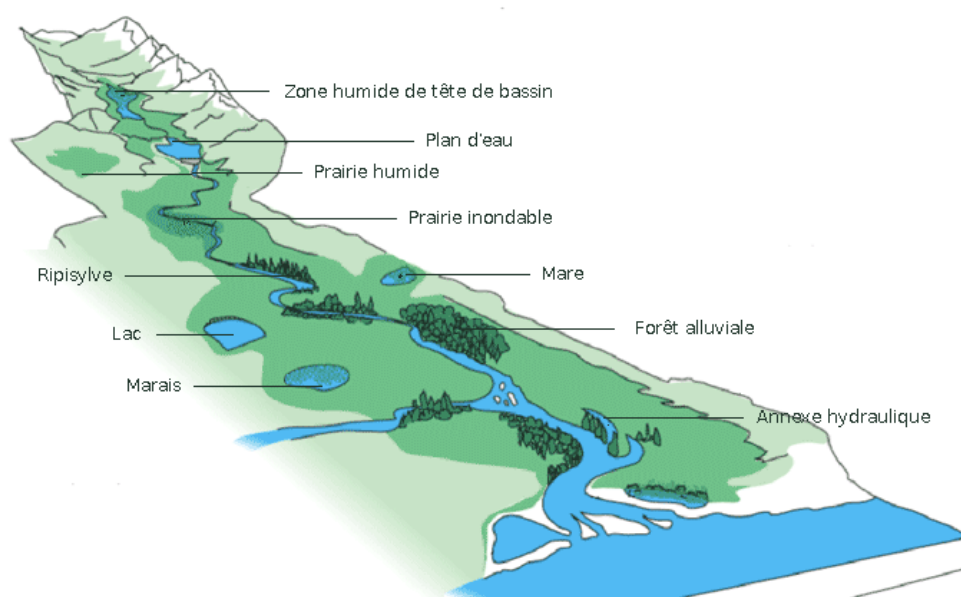 Zone humide de tête de bassin
Plan d'eau
Prairie humide
Prairie inondable
Ripisylve
Mare
Forêt alluviale
Lac
Marais
Annexe hydraulique